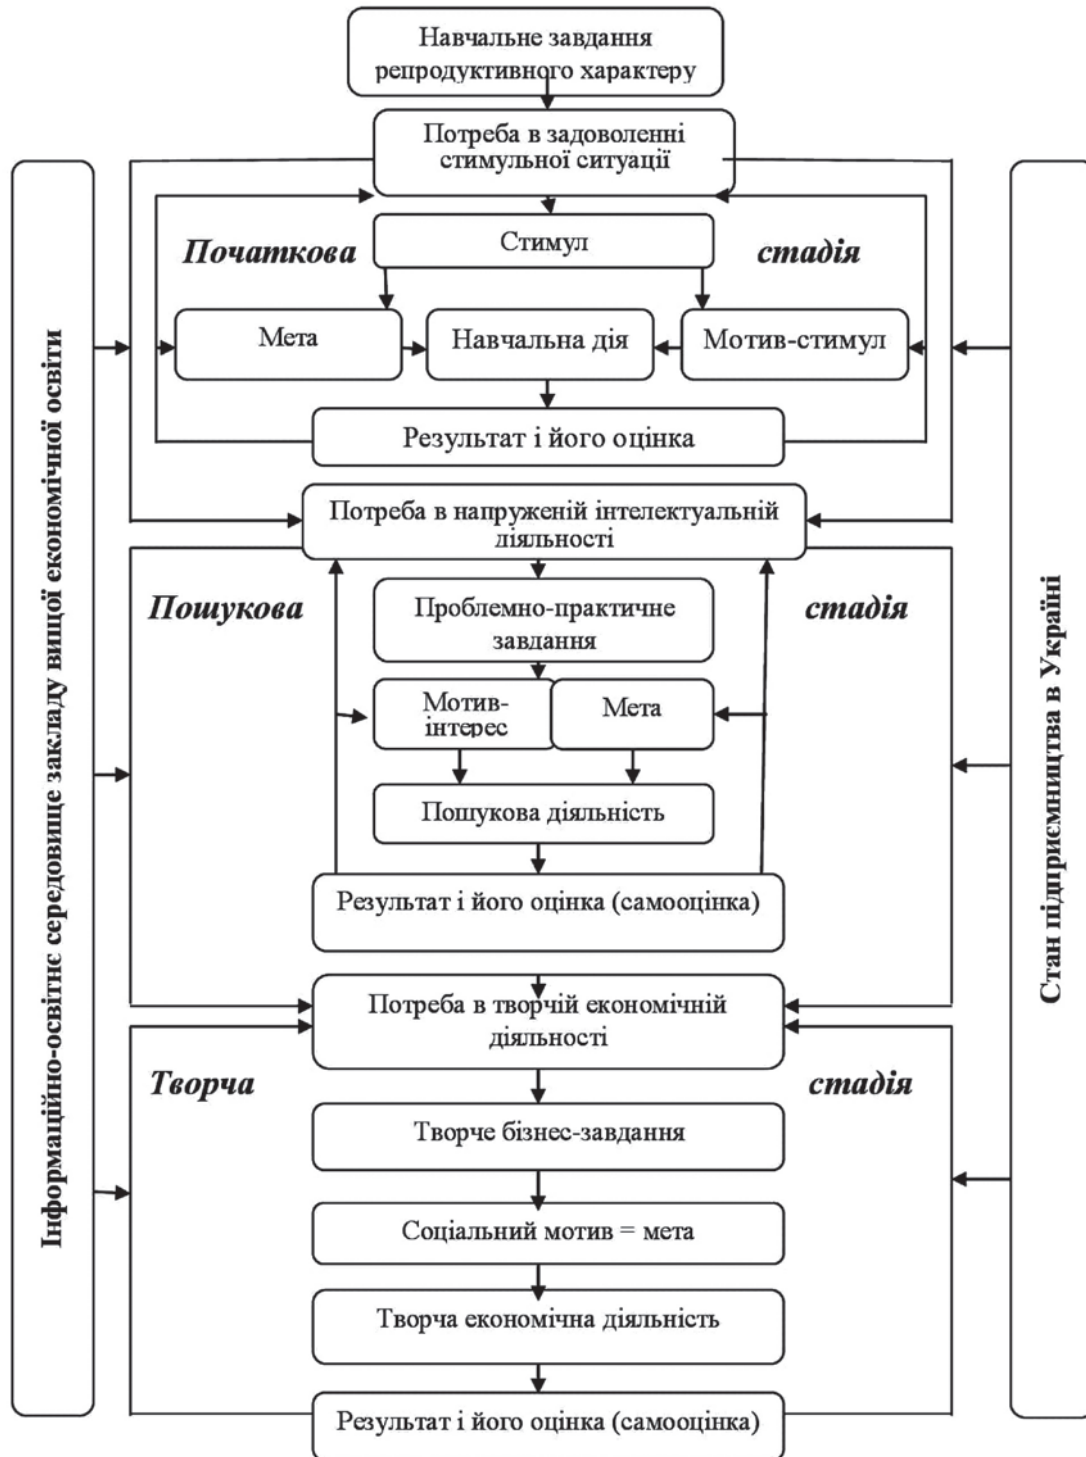 Навчальне завдання
репродуктивного характеру
Потреба в задоволенні
стимульної ситуації
Стимул
Початкова стадія
Мета
Навчальна дія
Мотив-стимул
Результат і його оцінка
Потреба в напруженій інтелектуальній
діяльності
Пошукова стадія
Проблемно-практичне
завдання
Мотив-
інтерес
Мета
Пошукова діяльність
Результат і його оцінка (самооцінка)
Потреба в творчій економічній
діяльності
Творча стадія
Творче бізнес-завдання
Соціальний мотив = мета
Творча економічна діяльність
Результат і його оцінка (самооцінка)
Інформаційно-освітнє середовище закладу вищої економічної освіти
Стан підприємництва в Україні